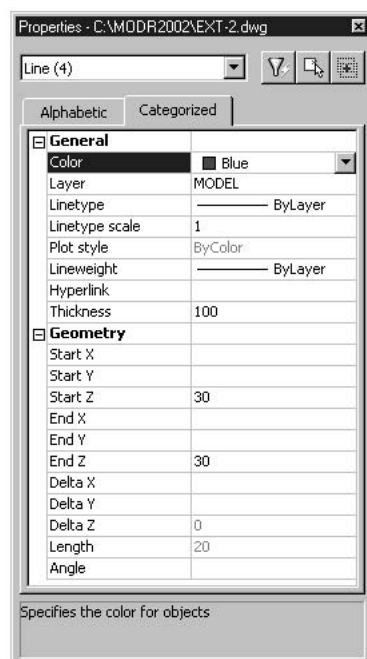 Properties - C:\MODR2002\EXT-2.dwg
Line (4)
Alphabetic Categorized
General
Color Blue
Layer MODEL
Linetype ByLayer
Linetype scale 1
Plot style ByColor
Lineweight ByLayer
Hyperlink
Thickness 100
Geometry
Start X
Start Y
Start Z 30
End X
End Y
End Z 30
Delta X
Delta Y
Delta Z 0
Length 20
Angle
Specifies the color for objects